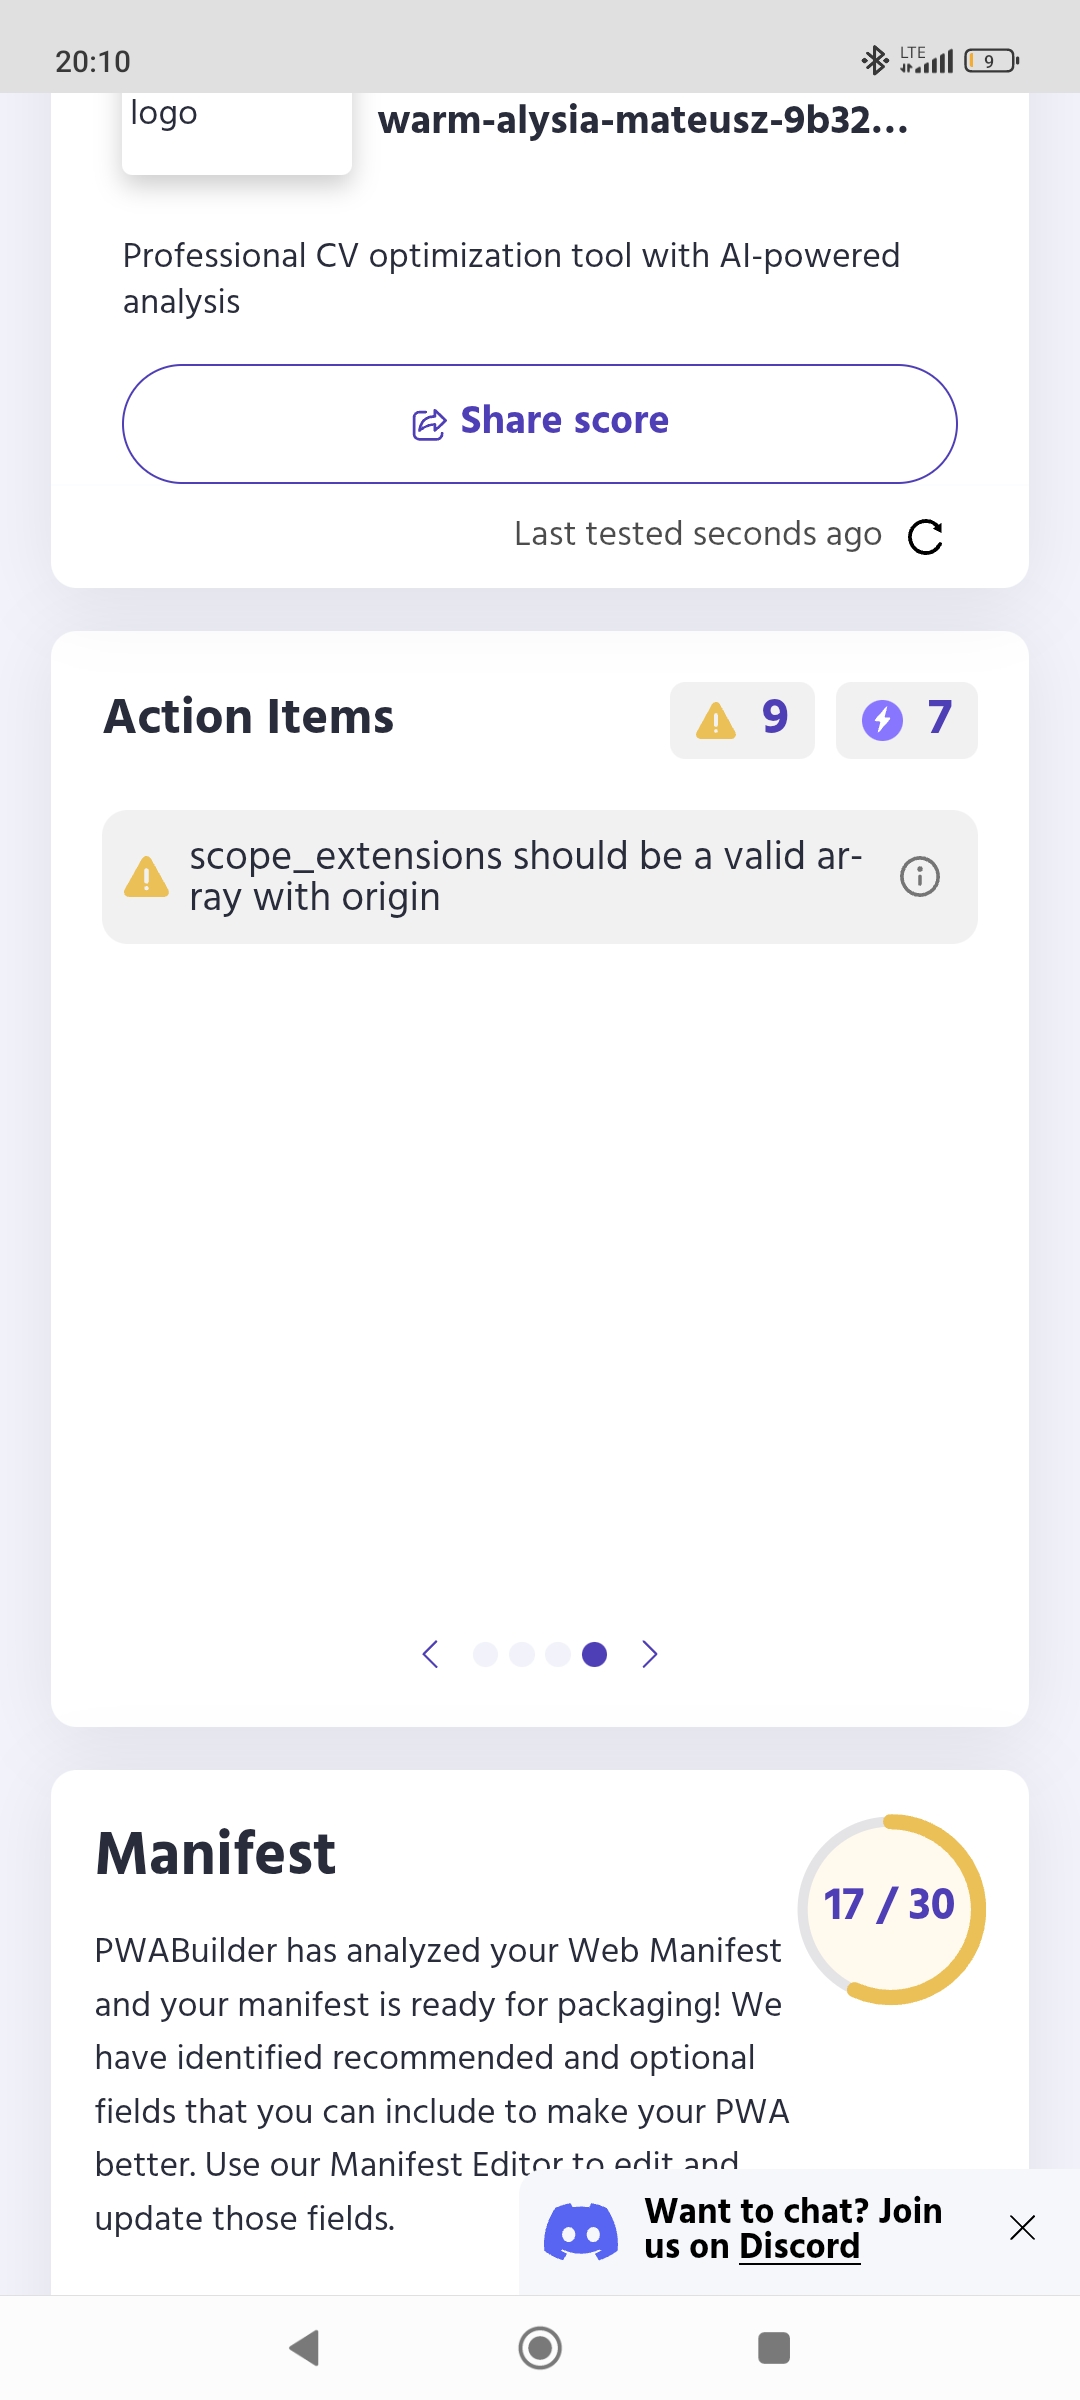 20:10
LTE
9
logo
warm-alysia-mateusz-9b32...
Professional CV optimization tool with AI-powered
analysis
Share score
Last tested seconds ago
Action Items
9
7
scope_extensions should be a valid ar-
ray with origin
Manifest
17 / 30
PWABuilder has analyzed your Web Manifest
and your manifest is ready for packaging! We
have identified recommended and optional
fields that you can include to make your PWA
better. Use our Manifest Editor to edit and
update those fields.
Want to chat? Join
us on Discord